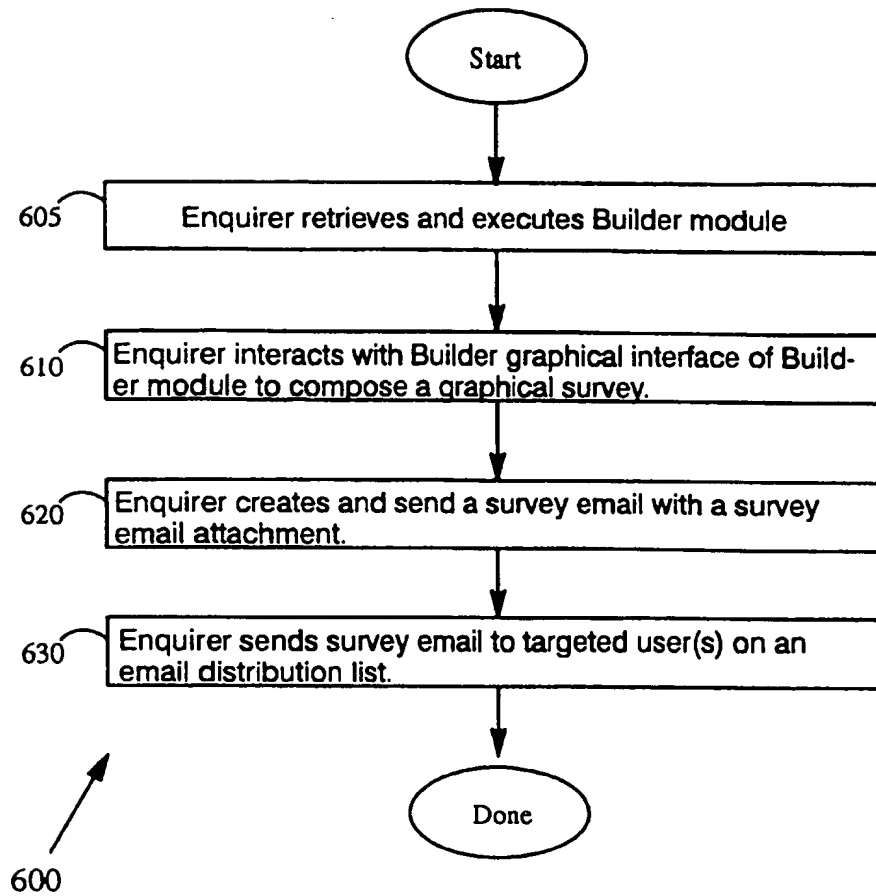 Start
605
Enquirer retrieves and executes Builder module
610
Enquirer interacts with Builder graphical interface of Build-
er module to compose a graphical survey.
620
Enquirer creates and send a survey email with a survey
email attachment.
630
Enquirer sends survey email to targeted user(s) on an
email distribution list.
Done
600